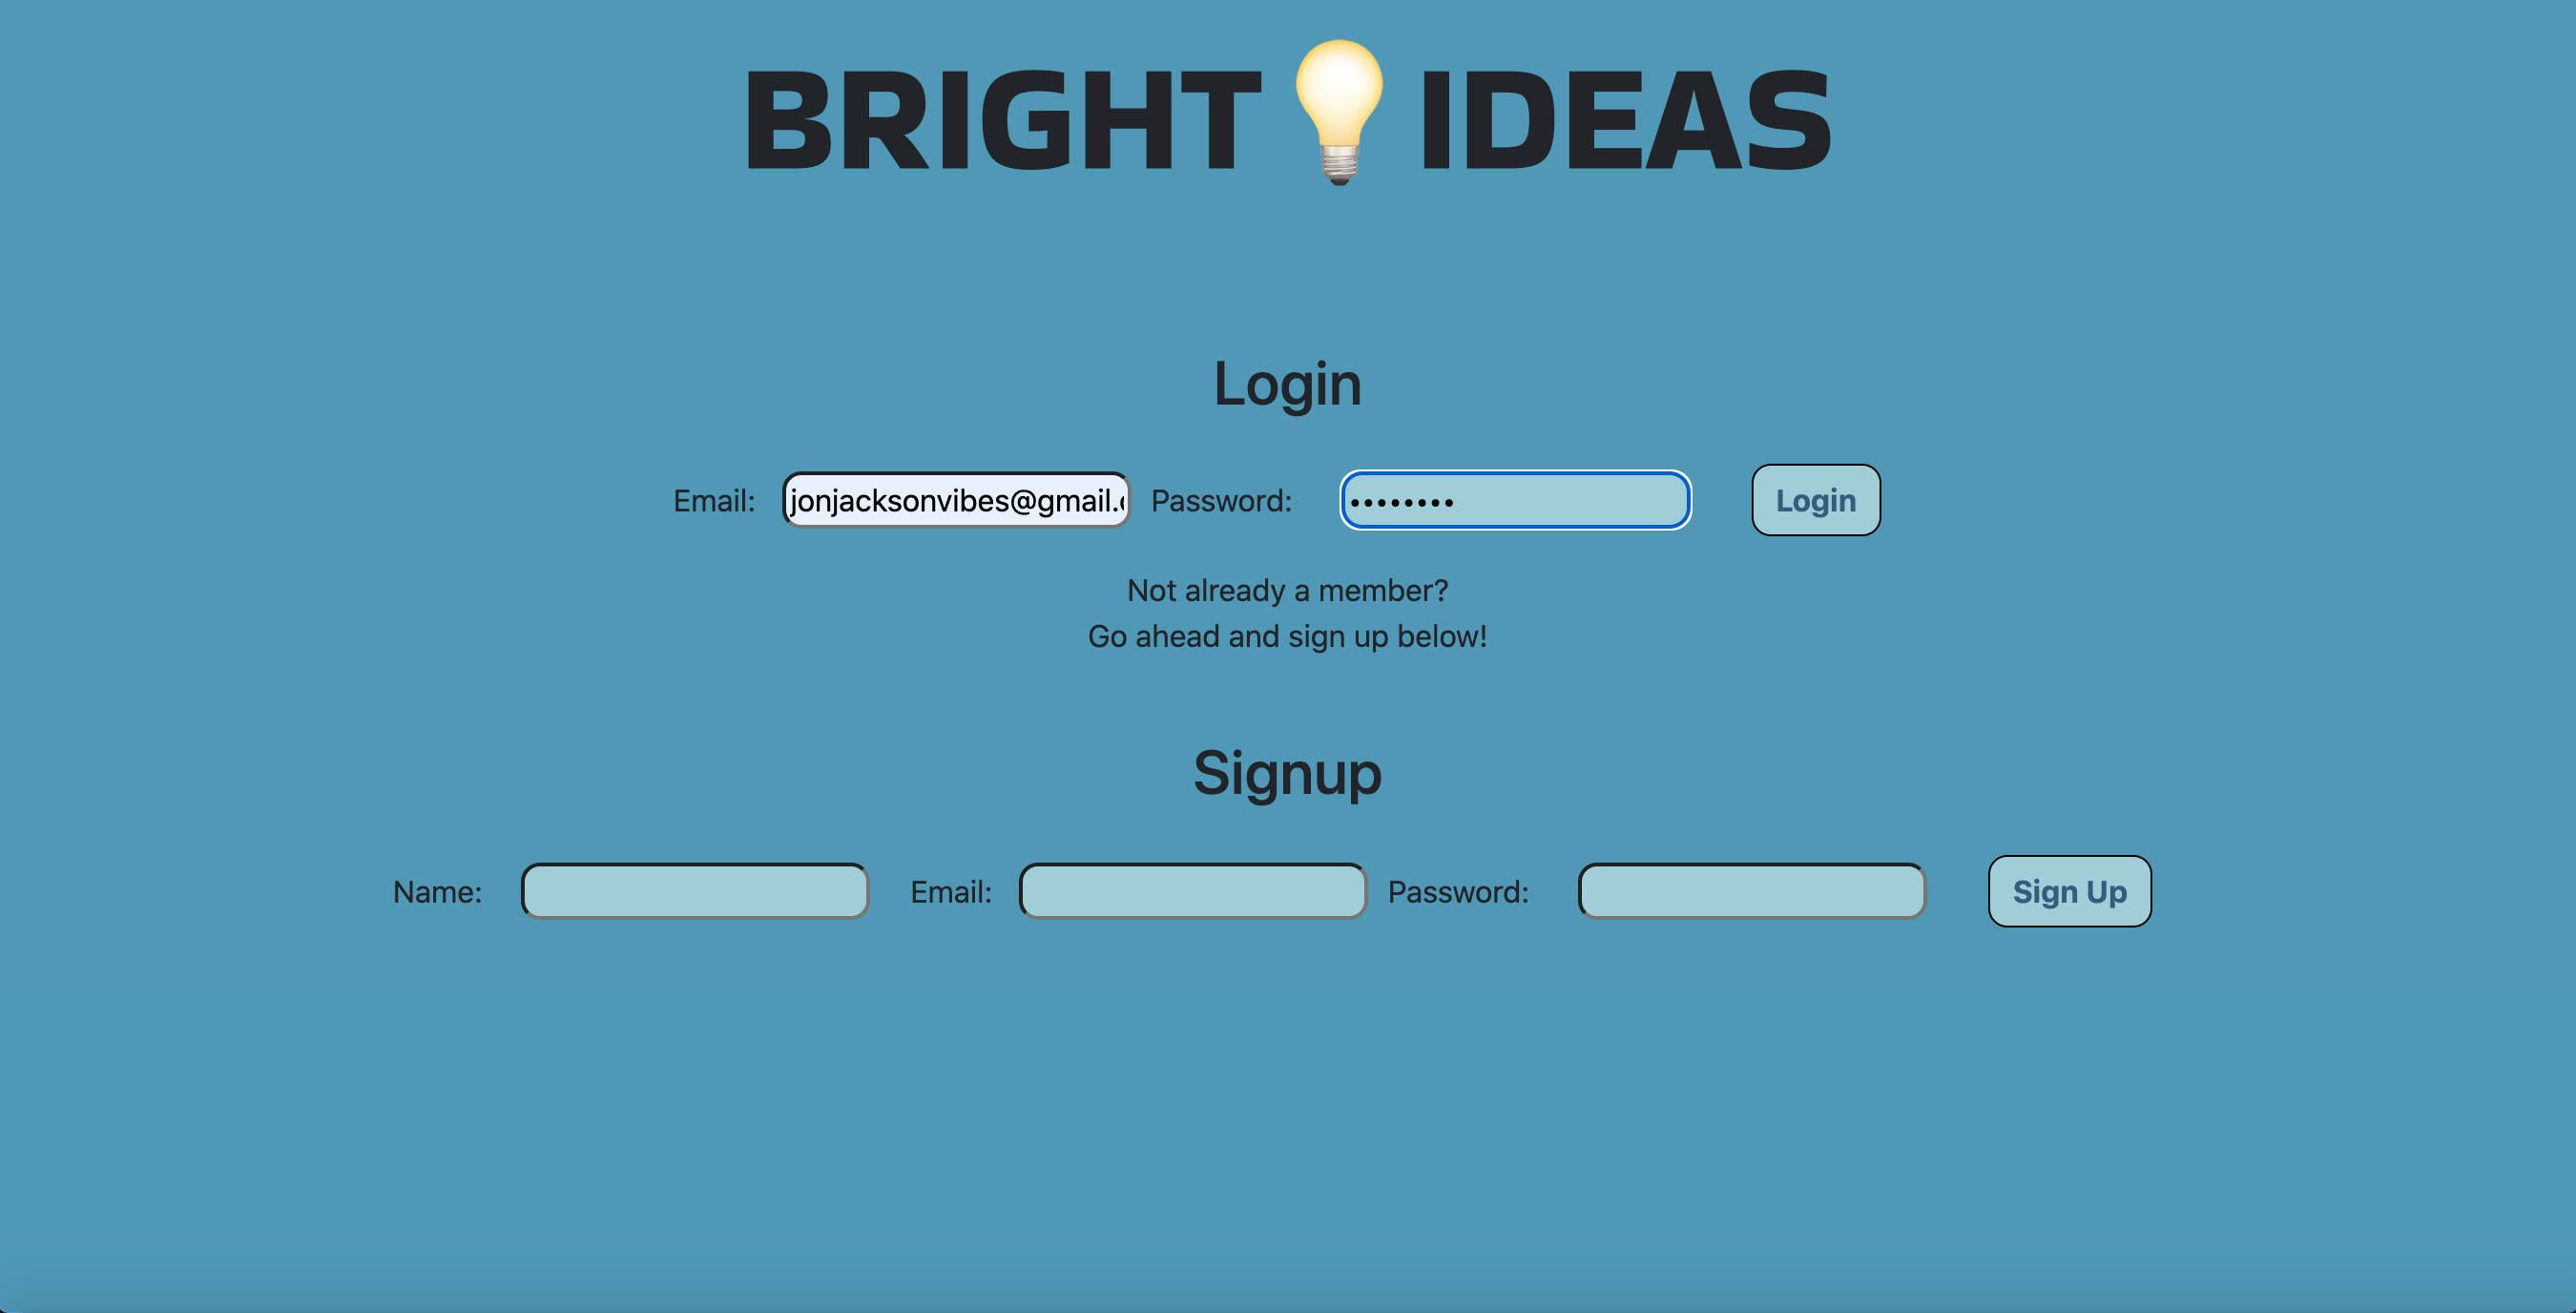 BRIGHT IDEAS
Login
Email: jonjacksonvibes@gmail. Password: •••••••• Login
Not already a member?
Go ahead and sign up below!
Signup
Name: Email: Password: Sign Up